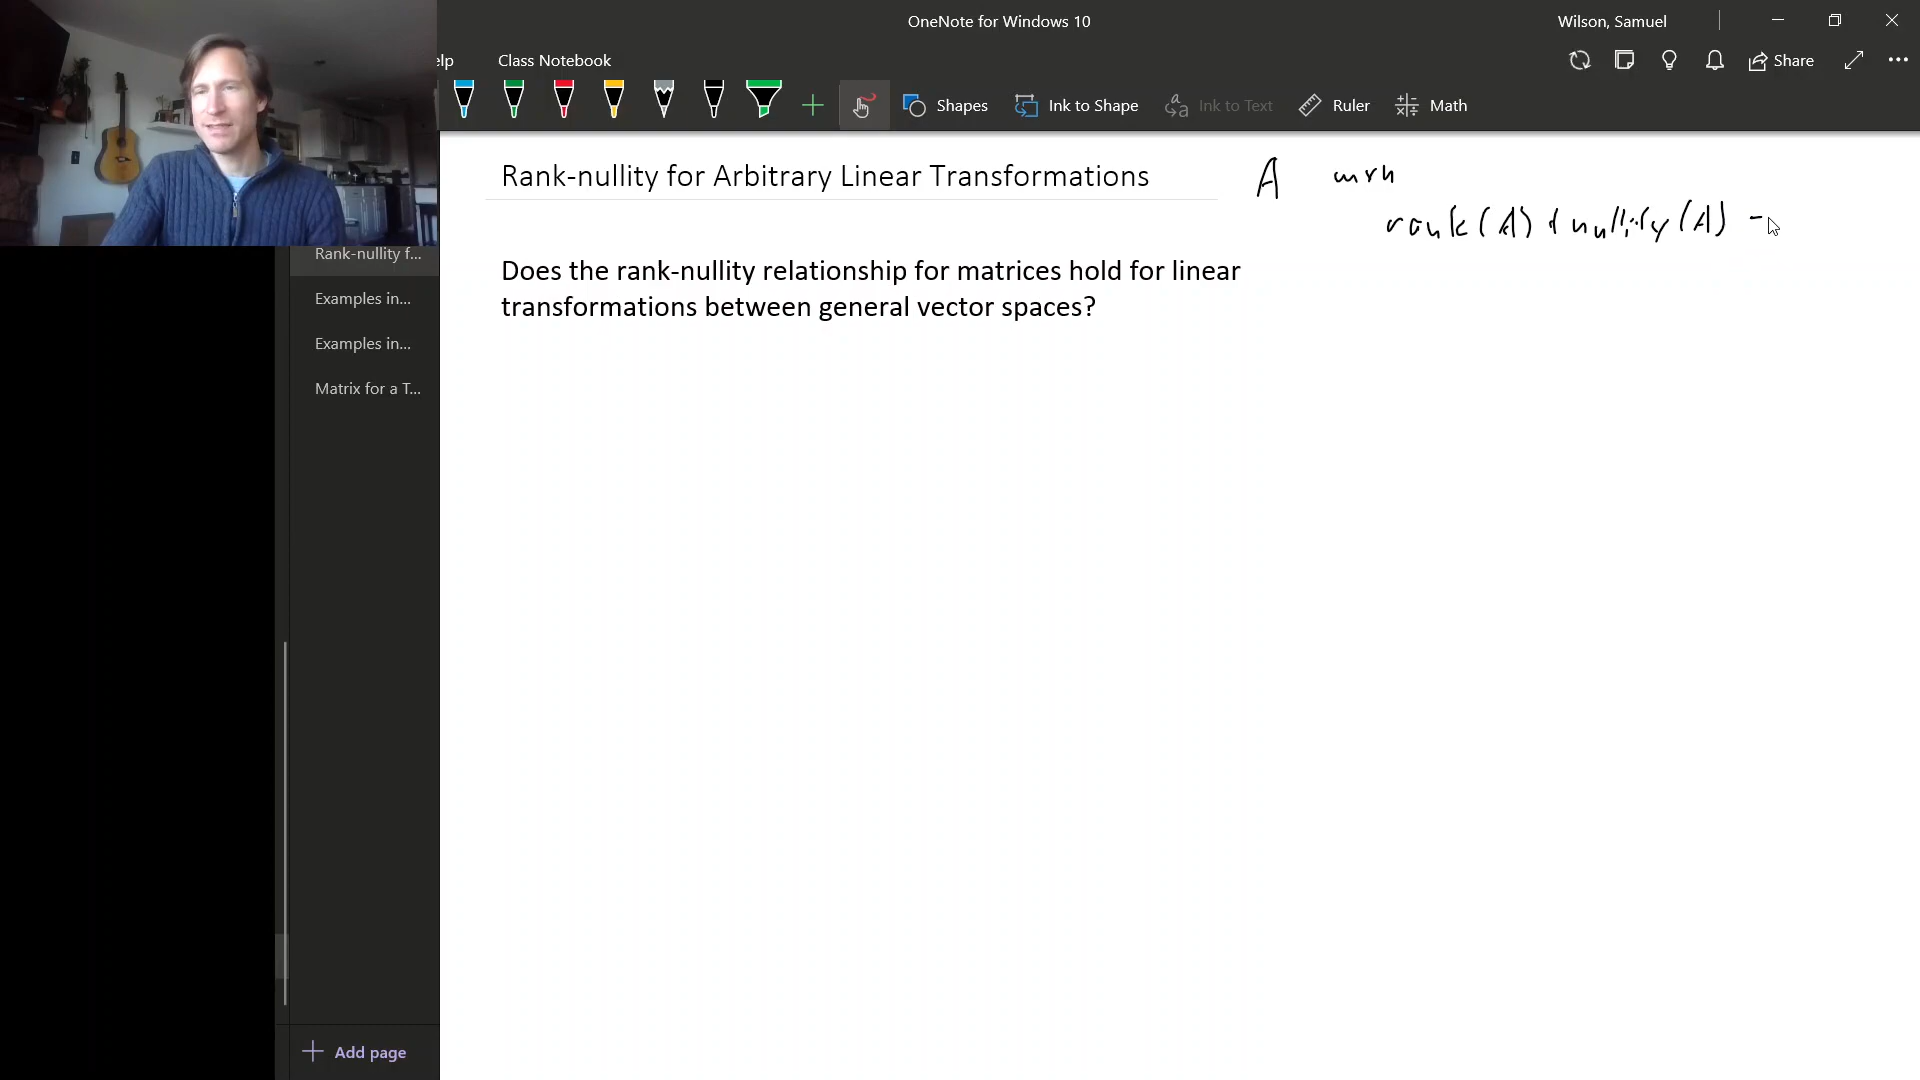 OneNote for Windows 10
Wilson, Samuel
elp
Class Notebook
Share
Shapes
Ink to Shape
Ink to Text
Ruler
Math
Rank-nullity for Arbitrary Linear Transformations
A mxn
rank(A) + nullity(A) =
Does the rank-nullity relationship for matrices hold for linear
transformations between general vector spaces?
Rank-nullity f...
Examples in...
Examples in...
Matrix for a T...
Add page